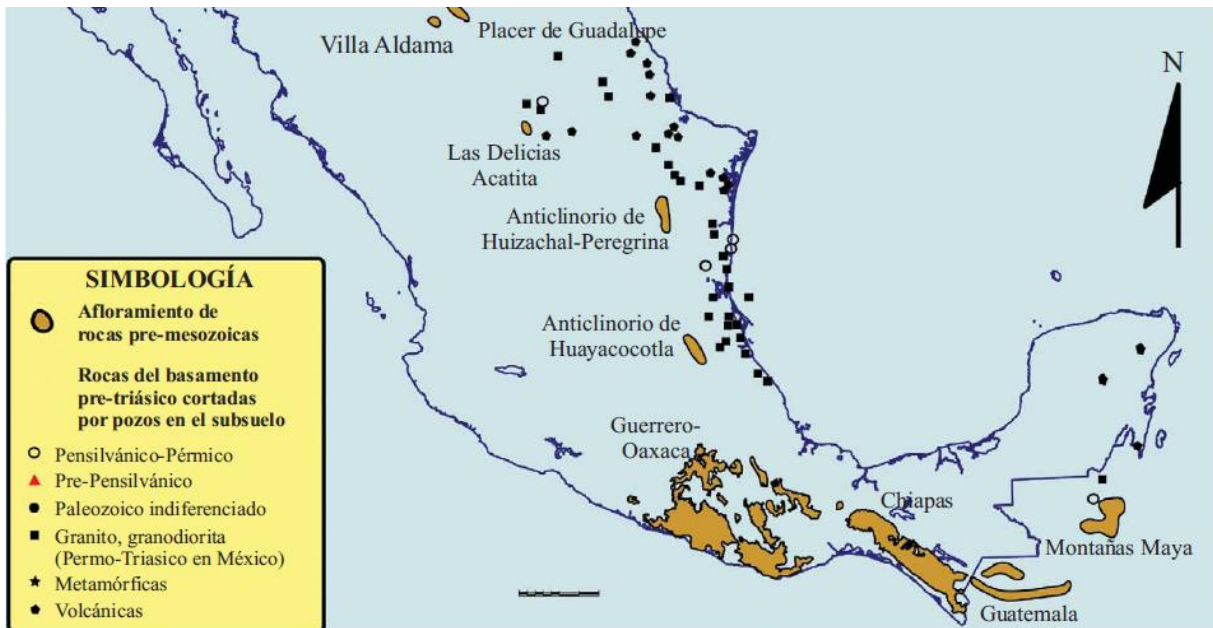 Villa Aldama
Placer de Guadalupe
N
Las Delicias
Acatita
Anticlinorio de
Huizachal-Peregrina
Anticlinorio de
Huayacocotla
Guerrero-
Oaxaca
Chiapas
Montañas Maya
Guatemala
SIMBOLOGÍA
Afloramiento de
rocas pre-mesozoicas
Rocas del basamento
pre-triásico cortadas
por pozos en el subsuelo
Pensilvánico-Pérmico
Pre-Pensilvánico
Paleozoico indiferenciado
Granito, granodiorita
(Permo-Triasico en México)
Metamórficas
Volcánicas